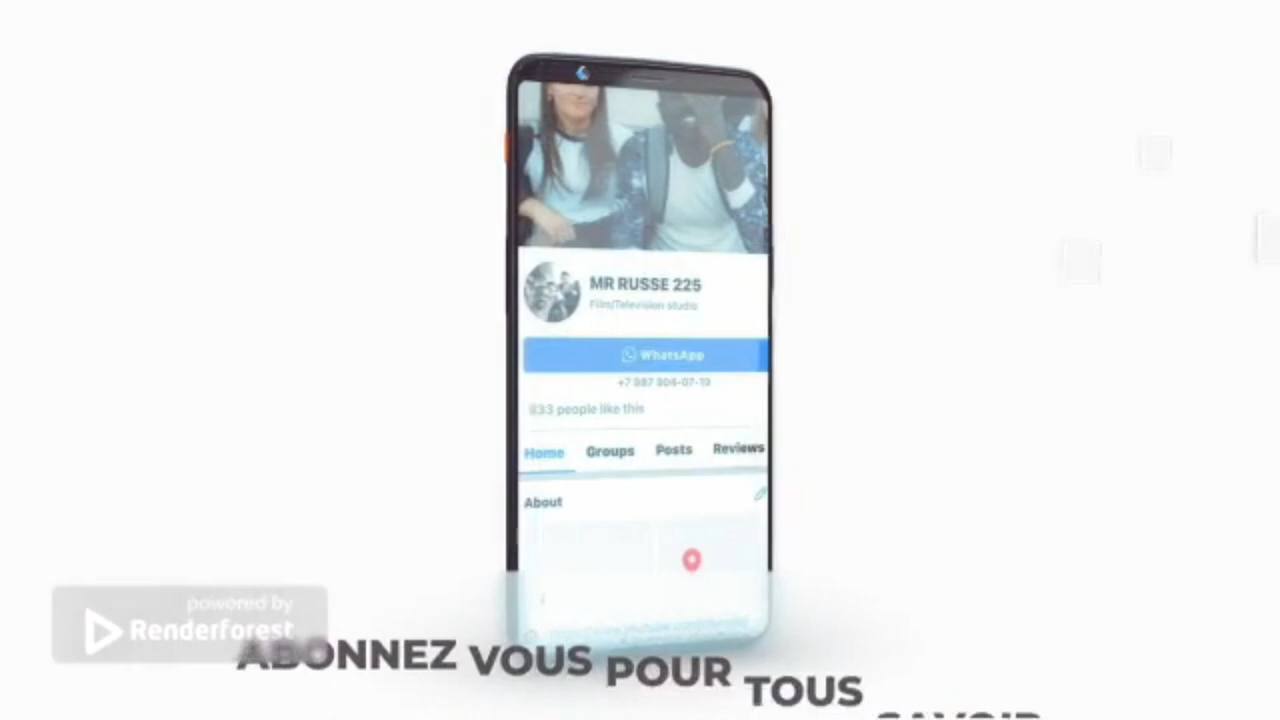 MR RUSSE 225
Film/Television studio
WhatsApp
833 people like this
Home Groups Posts Reviews
About
powered by
Renderforest
ABONNEZ VOUS POUR TOUS